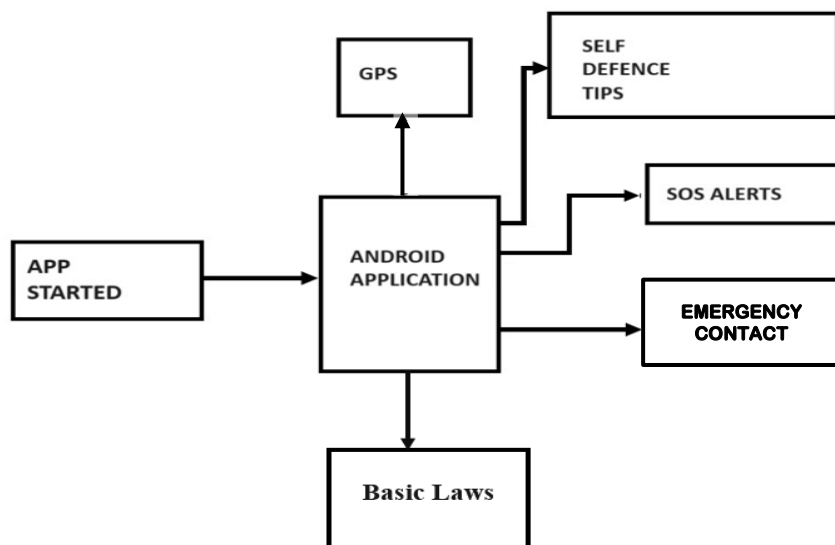 GPS
SELF
DEFENCE
TIPS
SOS ALERTS
APP
STARTED
ANDROID
APPLICATION
EMERGENCY
CONTACT
Basic Laws